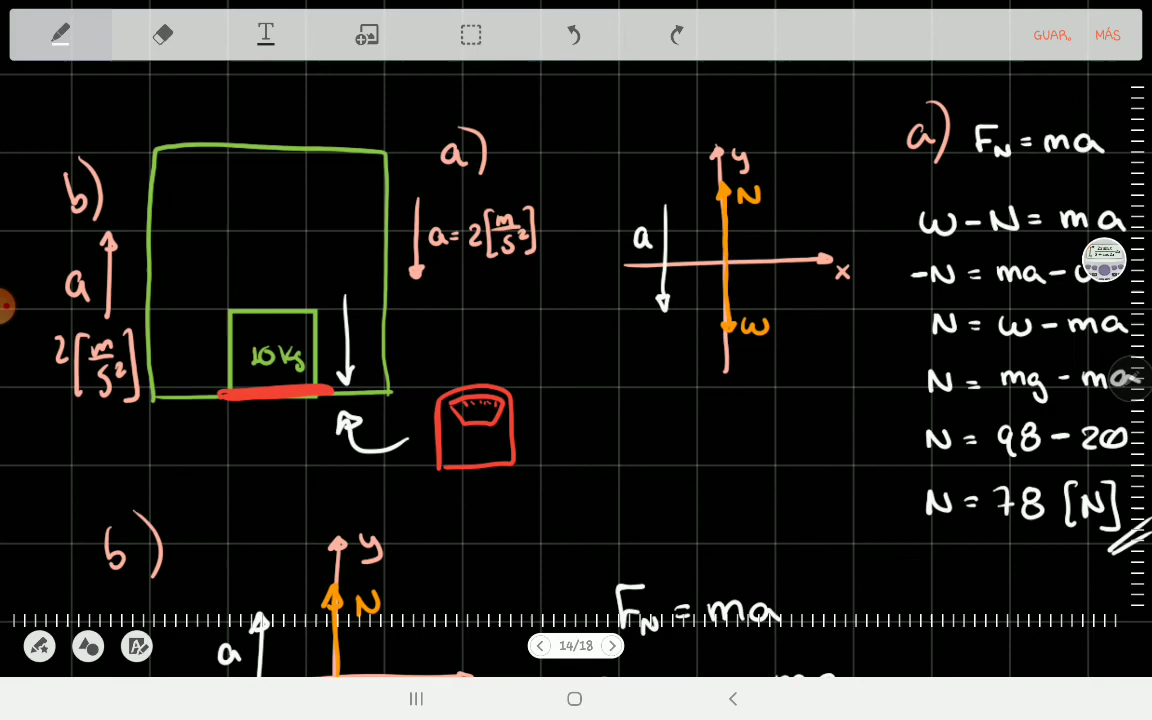 GUAR.
MÁS
b)
a
2[m/s²]
10 Kg
a)
a = 2[m/s²]
a
y
N
x
W
a) F_N = ma
W - N = ma
-N = ma -
N = W - ma
N = mg - ma
N = 98 - 20
N = 78 [N]
b)
y
N
a
F_N = ma
14/18